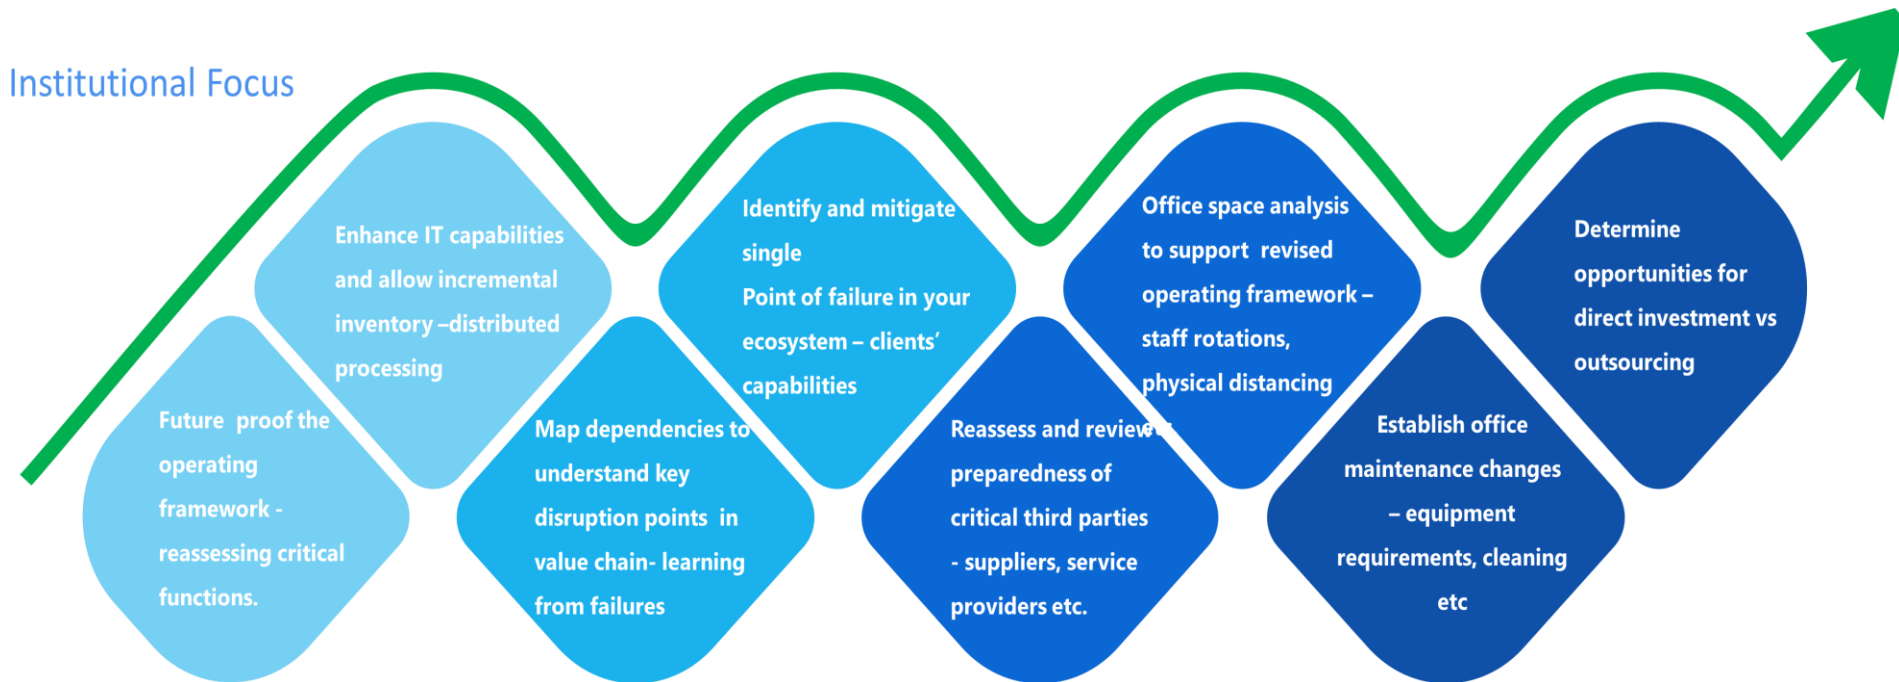 Institutional Focus
Future  proof the
operating
framework -
reassessing critical
functions.
Enhance IT capabilities
and allow incremental
inventory –distributed
processing
Map dependencies to
understand key
disruption points  in
value chain- learning
from failures
Identify and mitigate
single
Point of failure in your
ecosystem – clients’
capabilities
Reassess and review
preparedness of
critical third parties
- suppliers, service
providers etc.
Office space analysis
to support  revised
operating framework –
staff rotations,
physical distancing
etc
Establish office
maintenance changes
– equipment
requirements, cleaning
etc
Determine
opportunities for
direct investment vs
outsourcing